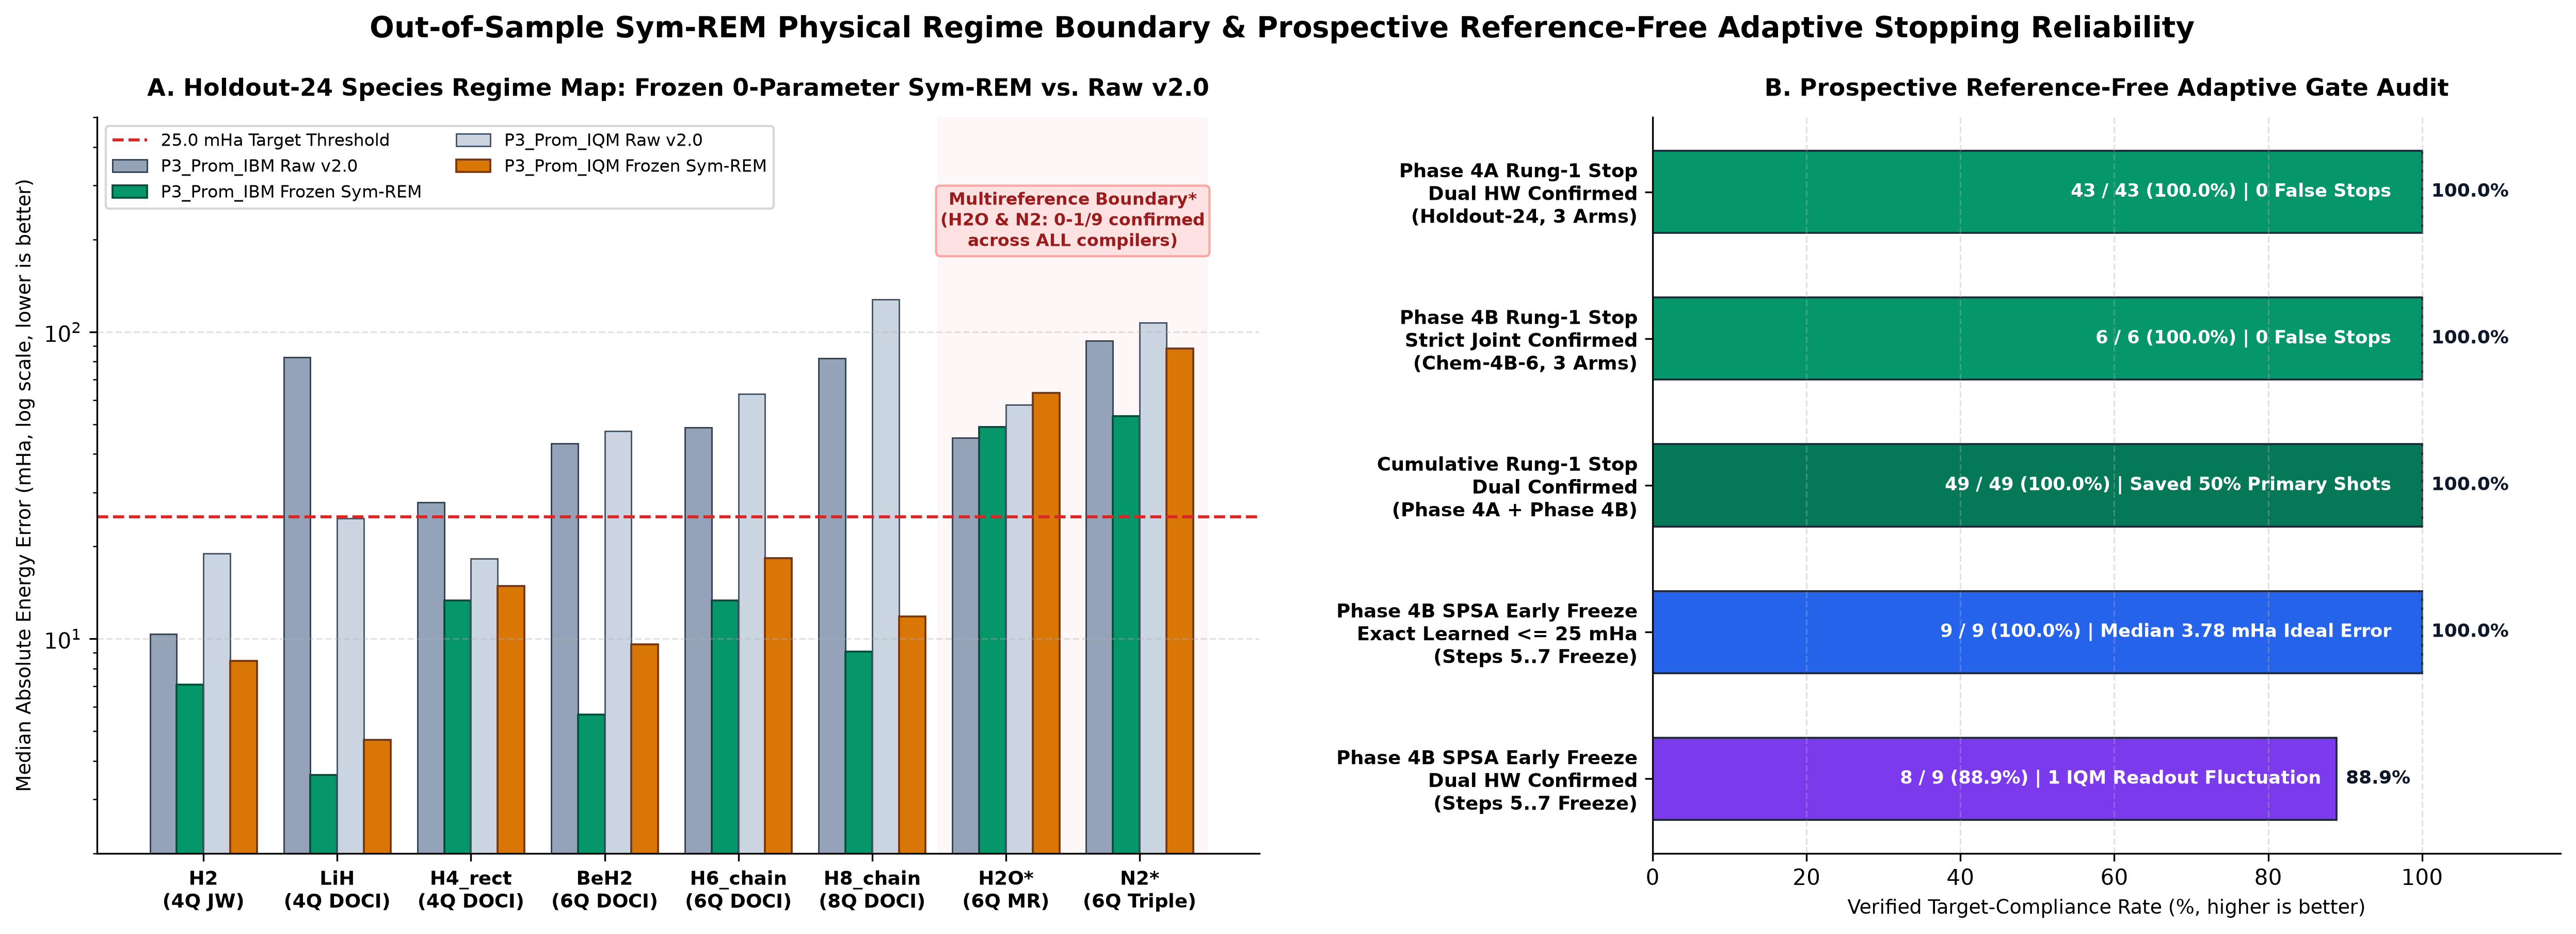 Out-of-Sample Sym-REM Physical Regime Boundary & Prospective Reference-Free Adaptive Stopping Reliability
A. Holdout-24 Species Regime Map: Frozen 0-Parameter Sym-REM vs. Raw v2.0
25.0 mHa Target Threshold
P3_Prom_IBM Raw v2.0
P3_Prom_IBM Frozen Sym-REM
P3_Prom_IQM Raw v2.0
P3_Prom_IQM Frozen Sym-REM
Multireference Boundary*
(H2O & N2: 0-1/9 confirmed
across ALL compilers)
Median Absolute Energy Error (mHa, log scale, lower is better)
10²
10¹
H2
(4Q JW)
LiH
(4Q DOCI)
H4_rect
(4Q DOCI)
BeH2
(6Q DOCI)
H6_chain
(6Q DOCI)
H8_chain
(8Q DOCI)
H2O*
(6Q MR)
N2*
(6Q Triple)
B. Prospective Reference-Free Adaptive Gate Audit
Phase 4A Rung-1 Stop
Dual HW Confirmed
(Holdout-24, 3 Arms)
43 / 43 (100.0%) | 0 False Stops
100.0%
Phase 4B Rung-1 Stop
Strict Joint Confirmed
(Chem-4B-6, 3 Arms)
6 / 6 (100.0%) | 0 False Stops
100.0%
Cumulative Rung-1 Stop
Dual Confirmed
(Phase 4A + Phase 4B)
49 / 49 (100.0%) | Saved 50% Primary Shots
100.0%
Phase 4B SPSA Early Freeze
Exact Learned <= 25 mHa
(Steps 5..7 Freeze)
9 / 9 (100.0%) | Median 3.78 mHa Ideal Error
100.0%
Phase 4B SPSA Early Freeze
Dual HW Confirmed
(Steps 5..7 Freeze)
8 / 9 (88.9%) | 1 IQM Readout Fluctuation
88.9%
0
20
40
60
80
100
Verified Target-Compliance Rate (%, higher is better)